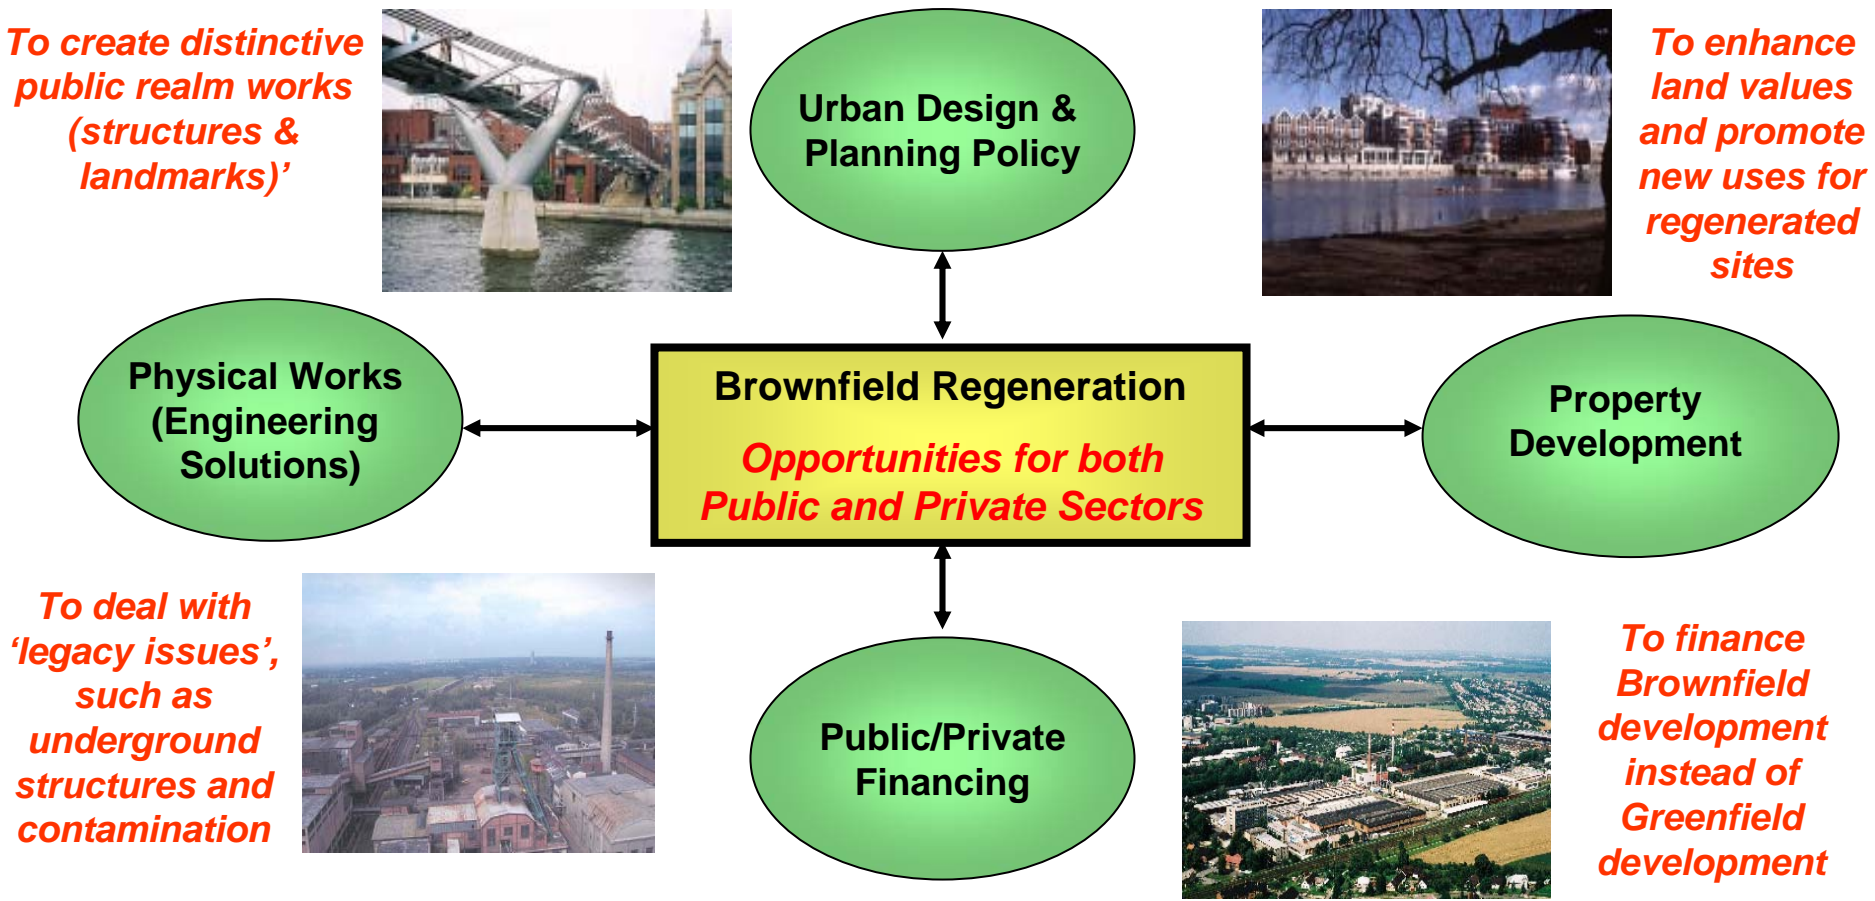 To create distinctive
public realm works
(structures &
landmarks)’
Urban Design &
Planning Policy
To enhance
land values
and promote
new uses for
regenerated
sites
Physical Works
(Engineering
Solutions)
Brownfield Regeneration
Opportunities for both
Public and Private Sectors
Property
Development
To deal with
‘legacy issues’,
such as
underground
structures and
contamination
Public/Private
Financing
To finance
Brownfield
development
instead of
Greenfield
development